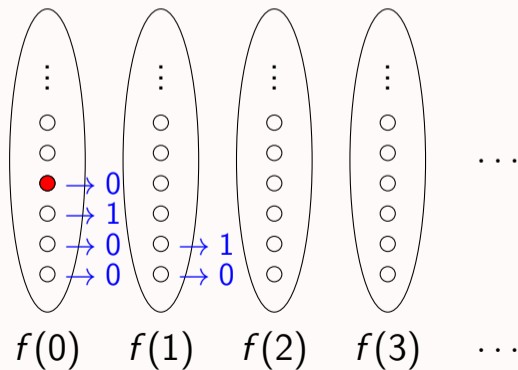 ⋮ ⋮ ⋮ ⋮
→ 0 ⋯
→ 1
→ 0 → 1
→ 0 → 0
f(0) f(1) f(2) f(3) ⋯